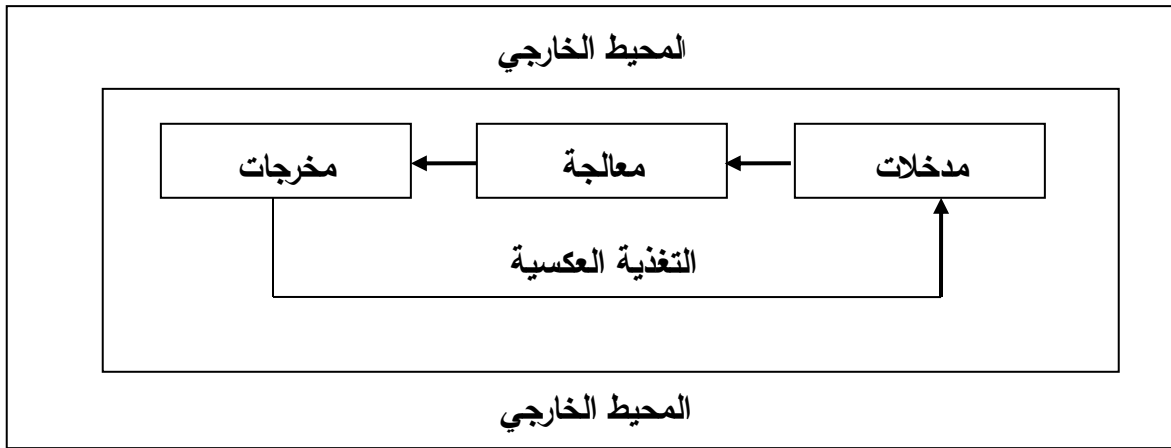 المحيط الخارجي
مدخلات
معالجة
مخرجات
التغذية العكسية
المحيط الخارجي